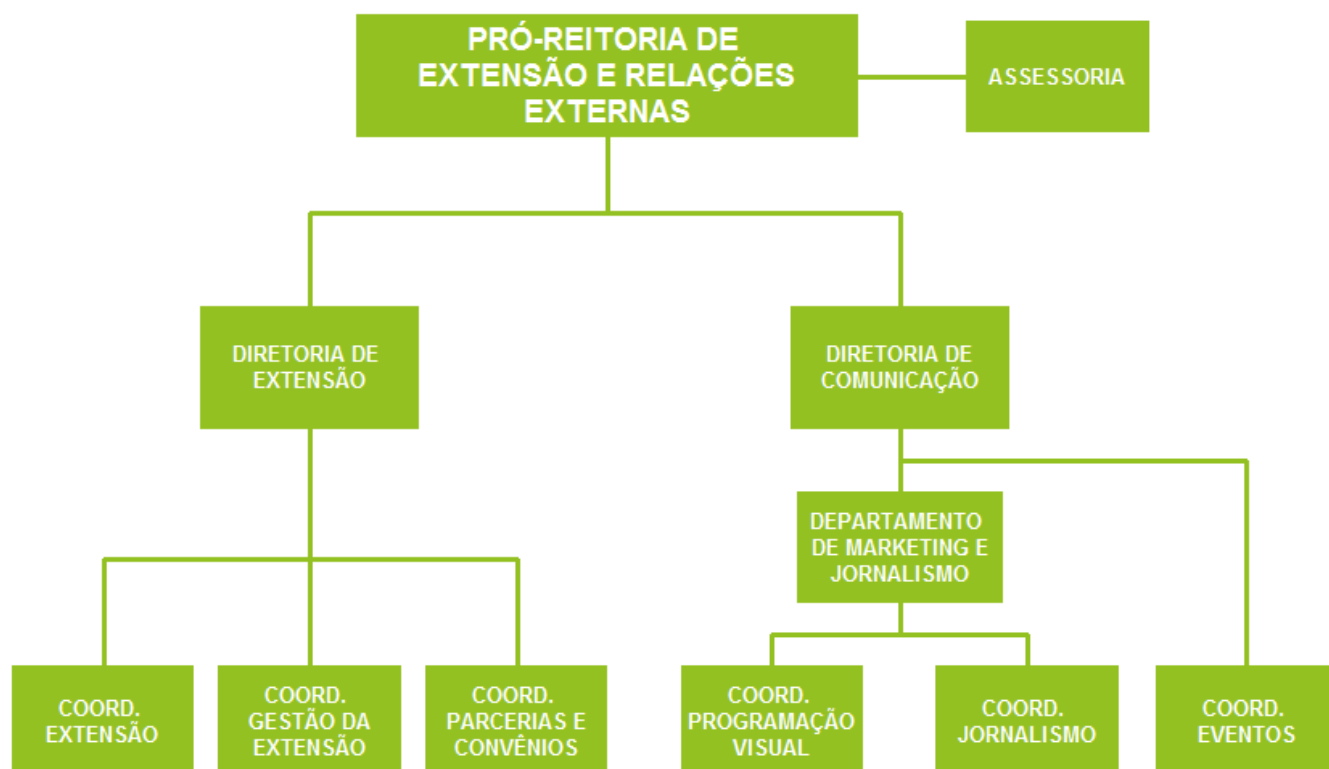 PRÓ-REITORIA DE
EXTENSÃO E RELAÇÕES
EXTERNAS
ASSESSORIA
DIRETORIA DE
EXTENSÃO
DIRETORIA DE
COMUNICAÇÃO
DEPARTAMENTO
DE MARKETING E
JORNALISMO
COORD.
EXTENSÃO
COORD.
GESTÃO DA
EXTENSÃO
COORD.
PARCERIAS E
CONVÊNIOS
COORD.
PROGRAMAÇÃO
VISUAL
COORD.
JORNALISMO
COORD.
EVENTOS